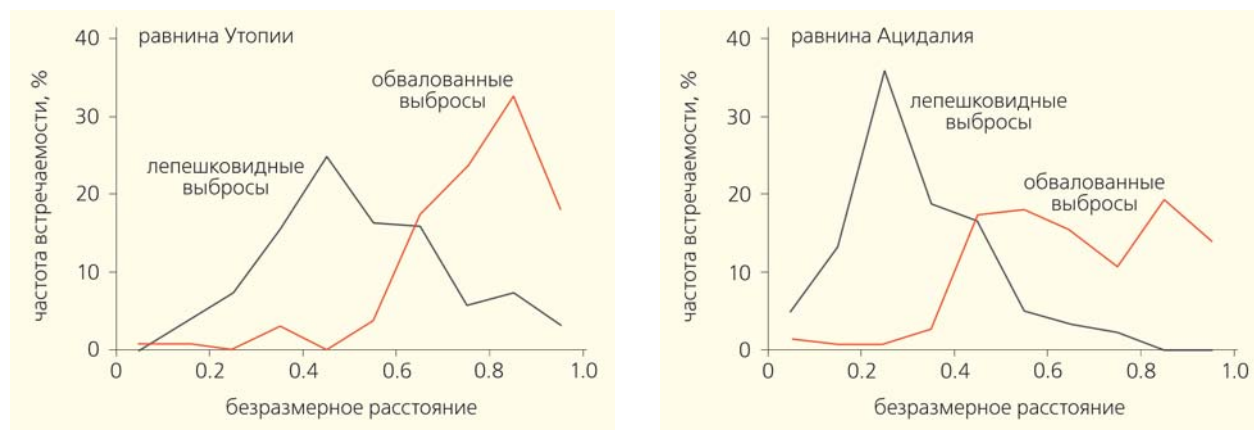 равнина Утопии
40
30
20
10
0
частота встречаемости, %
обвалованные
выбросы
лепешковидные
выбросы
0
0.2
0.4
0.6
0.8
1.0
безразмерное расстояние
равнина Ацидалия
40
30
20
10
0
частота встречаемости, %
лепешковидные
выбросы
обвалованные
выбросы
0
0.2
0.4
0.6
0.8
1.0
безразмерное расстояние